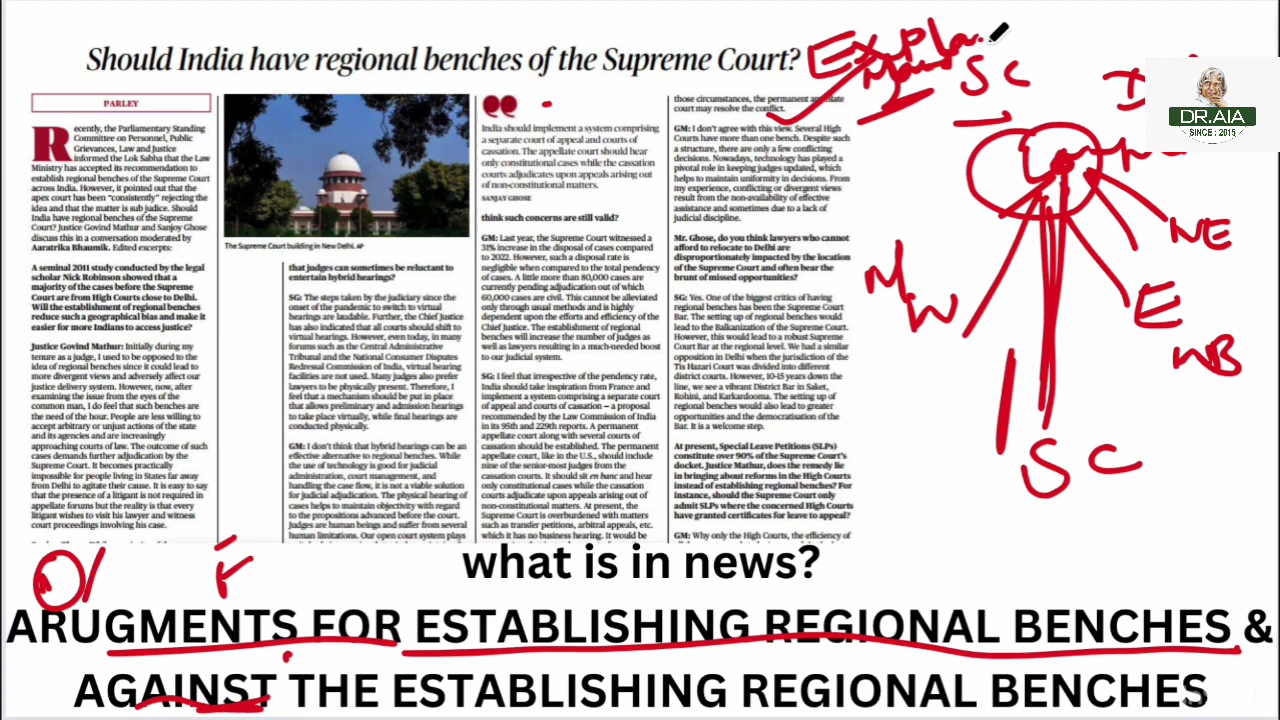 Should India have regional benches of the Supreme Court?
Explan
SC
DR.AIA
SINCE : 2013
PARLEY
Recently, the Parliamentary Standing
Committee on Personnel, Public
Grievances, Law and Justice
informed the Lok Sabha that the Law
Ministry has accepted its recommendation to
establish regional benches of the Supreme Court
across India. However, it pointed out that the
apex court has been “consistently” rejecting the
idea and that the matter is sub judice. Should
India have regional benches of the Supreme
Court? Justice Govind Mathur and Sanjoy Ghose
discuss this in a conversation moderated by
Aaratrika Bhaumik. Edited excerpts:
A seminal 2011 study conducted by the legal
scholar Nick Robinson showed that a
majority of the cases before the Supreme
Court are from High Courts close to Delhi.
Will the establishment of regional benches
reduce such a geographical bias and make it
easier for more Indians to access justice?
Justice Govind Mathur: Initially during my
tenure as a judge, I used to be opposed to the
idea of regional benches since it could lead to
more divergent views and adversely affect our
justice delivery system. However, now, after
examining the issue from the eyes of the
common man, I do feel that such benches are
the need of the hour. People are less willing to
accept arbitrary or unjust actions of the state
and its agencies and are increasingly
approaching courts of law. The outcome of such
cases demands further adjudication by the
Supreme Court. It becomes practically
impossible for people living in States far away
from Delhi to agitate their cause. It is easy to say
that the presence of a litigant is not required in
appellate forums but the reality is that every
litigant wishes to visit his lawyer and witness
court proceedings involving his case.
The Supreme Court building in New Delhi. AP
that judges can sometimes be reluctant to
entertain hybrid hearings?
SG: The steps taken by the judiciary since the
onset of the pandemic to switch to virtual
hearings are laudable. Further, the Chief Justice
has also indicated that all courts should shift to
virtual hearings. However, even today, in many
forums such as the Central Administrative
Tribunal and the National Consumer Disputes
Redressal Commission of India, virtual hearing
facilities are not used. Many judges also prefer
lawyers to be physically present. Therefore, I
feel that a mechanism should be put in place
that allows preliminary and admission hearings
to take place virtually, while final hearings are
conducted physically.
GM: I don’t think that hybrid hearings can be an
effective alternative to regional benches. While
the use of technology is good for judicial
administration, court management, and
handling the case flow, it is not a viable solution
for judicial adjudication. The physical hearing of
cases helps to maintain objectivity with regard
to the propositions advanced before the court.
Judges are human beings and suffer from several
human limitations. Our open court system plays
India should implement a system comprising
a separate court of appeal and courts of
cassation. The appellate court should hear
only constitutional cases while the cassation
courts adjudicates upon appeals arising out
of non-constitutional matters.
SANJAY GHOSE
think such concerns are still valid?
GM: Last year, the Supreme Court witnessed a
31% increase in the disposal of cases compared
to 2022. However, such a disposal rate is
negligible when compared to the total pendency
of cases. A little more than 80,000 cases are
currently pending adjudication out of which
60,000 cases are civil. This cannot be alleviated
only through usual methods and is highly
dependent upon the efforts and efficiency of the
Chief Justice. The establishment of regional
benches will increase the number of judges as
well as lawyers resulting in a much-needed boost
to our judicial system.
SG: I feel that irrespective of the pendency rate,
India should take inspiration from France and
implement a system comprising a separate court
of appeal and courts of cassation – a proposal
recommended by the Law Commission of India
in its 95th and 229th reports. A permanent
appellate court along with several courts of
cassation should be established. The permanent
appellate court, like in the U.S., should include
nine of the senior-most judges from the
cassation courts. It should sit en banc and hear
only constitutional cases while the cassation
courts adjudicate upon appeals arising out of
non-constitutional matters. At present, the
Supreme Court is overburdened with matters
such as transfer petitions, arbitral appeals, etc.
which it has no business hearing. It would be
those circumstances, the permanent appellate
court may resolve the conflict.
GM: I don’t agree with this view. Several High
Courts have more than one bench. Despite such
a structure, there are only a few conflicting
decisions. Nowadays, technology has played a
pivotal role in keeping judges updated, which
helps to maintain uniformity in decisions. From
my experience, conflicting or divergent views
result from the non-availability of effective
assistance and sometimes due to a lack of
judicial discipline.
Mr. Ghose, do you think lawyers who cannot
afford to relocate to Delhi are
disproportionately impacted by the location
of the Supreme Court and often bear the
brunt of missed opportunities?
SG: Yes. One of the biggest critics of having
regional benches has been the Supreme Court
Bar. The setting up of regional benches would
lead to the Balkanization of the Supreme Court.
However, this would lead to a robust Supreme
Court Bar at the regional level. We had a similar
opposition in Delhi when the jurisdiction of the
Tis Hazari Court was divided into different
district courts. However, 10-15 years down the
line, we see a vibrant District Bar in Saket,
Rohini, and Karkardooma. The setting up of
regional benches would also lead to greater
opportunities and the democratisation of the
Bar. It is a welcome step.
At present, Special Leave Petitions (SLPs)
constitute over 90% of the Supreme Court’s
docket. Justice Mathur, does the remedy lie
in bringing about reforms in the High Courts
instead of establishing regional benches? For
instance, should the Supreme Court only
admit SLPs where the concerned High Courts
have granted certificates for leave to appeal?
GM: Why only the High Courts, the efficiency of
NE
E
WB
SC
F
what is in news?
ARUGMENTS FOR ESTABLISHING REGIONAL BENCHES &
AGAINST THE ESTABLISHING REGIONAL BENCHES